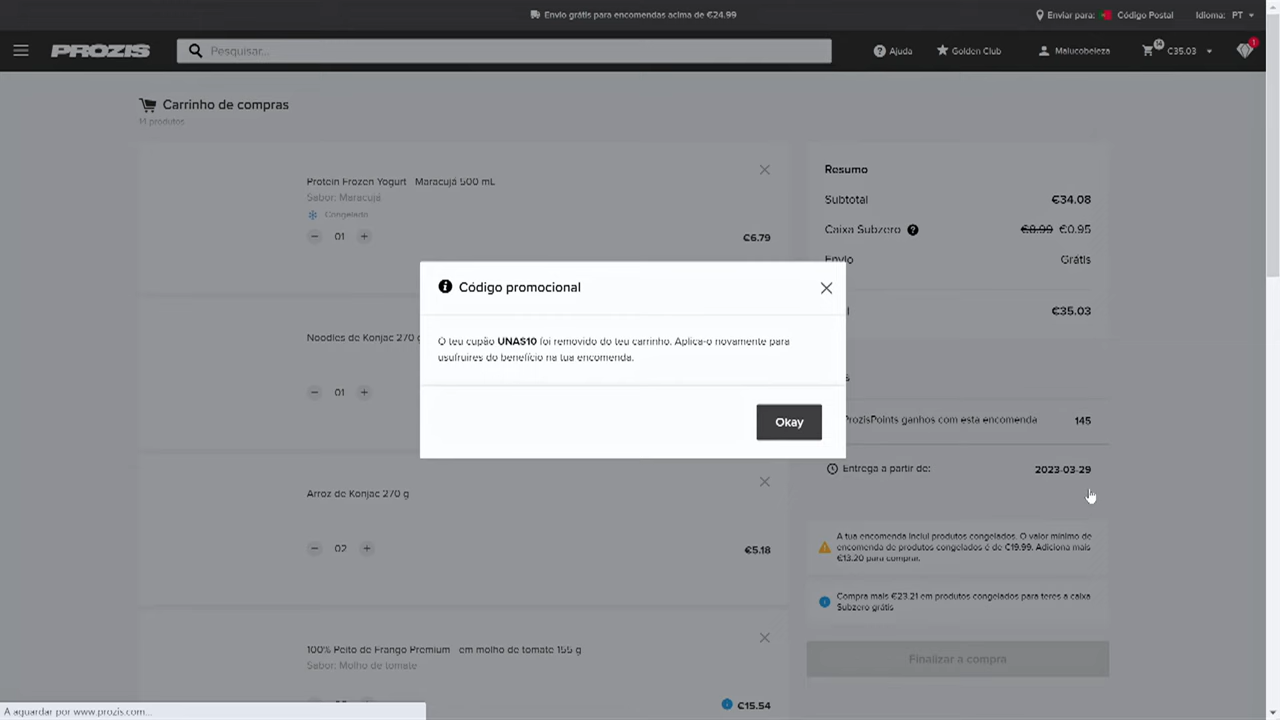 Envio grátis para encomendas acima de €24.99
Enviar para: Código Postal Idioma: PT
PROZIS
Pesquisar...
Ajuda
Golden Club
Malucobeleza
14
€35.03
1
Carrinho de compras
14 produtos
Protein Frozen Yogurt Maracujá 500 mL
Sabor: Maracujá
Congelado
01
€6.79
Noodles de Konjac 270 g
01
Arroz de Konjac 270 g
02
€5.18
100% Peito de Frango Premium em molho de tomate 155 g
Sabor: Molho de tomate
€15.54
Resumo
Subtotal €34.08
Caixa Subzero €8.99 €0.95
Envio Grátis
€35.03
ProzisPoints ganhos com esta encomenda 145
Entrega a partir de: 2023-03-29
A tua encomenda inclui produtos congelados. O valor mínimo de
encomenda de produtos congelados é de €19.99. Adiciona mais
€13.20 para comprar.
Compra mais €23.21 em produtos congelados para teres a caixa
Subzero grátis
Finalizar a compra
Código promocional
O teu cupão UNAS10 foi removido do teu carrinho. Aplica-o novamente para
usufruires do benefício na tua encomenda.
Okay
A aguardar por www.prozis.com...